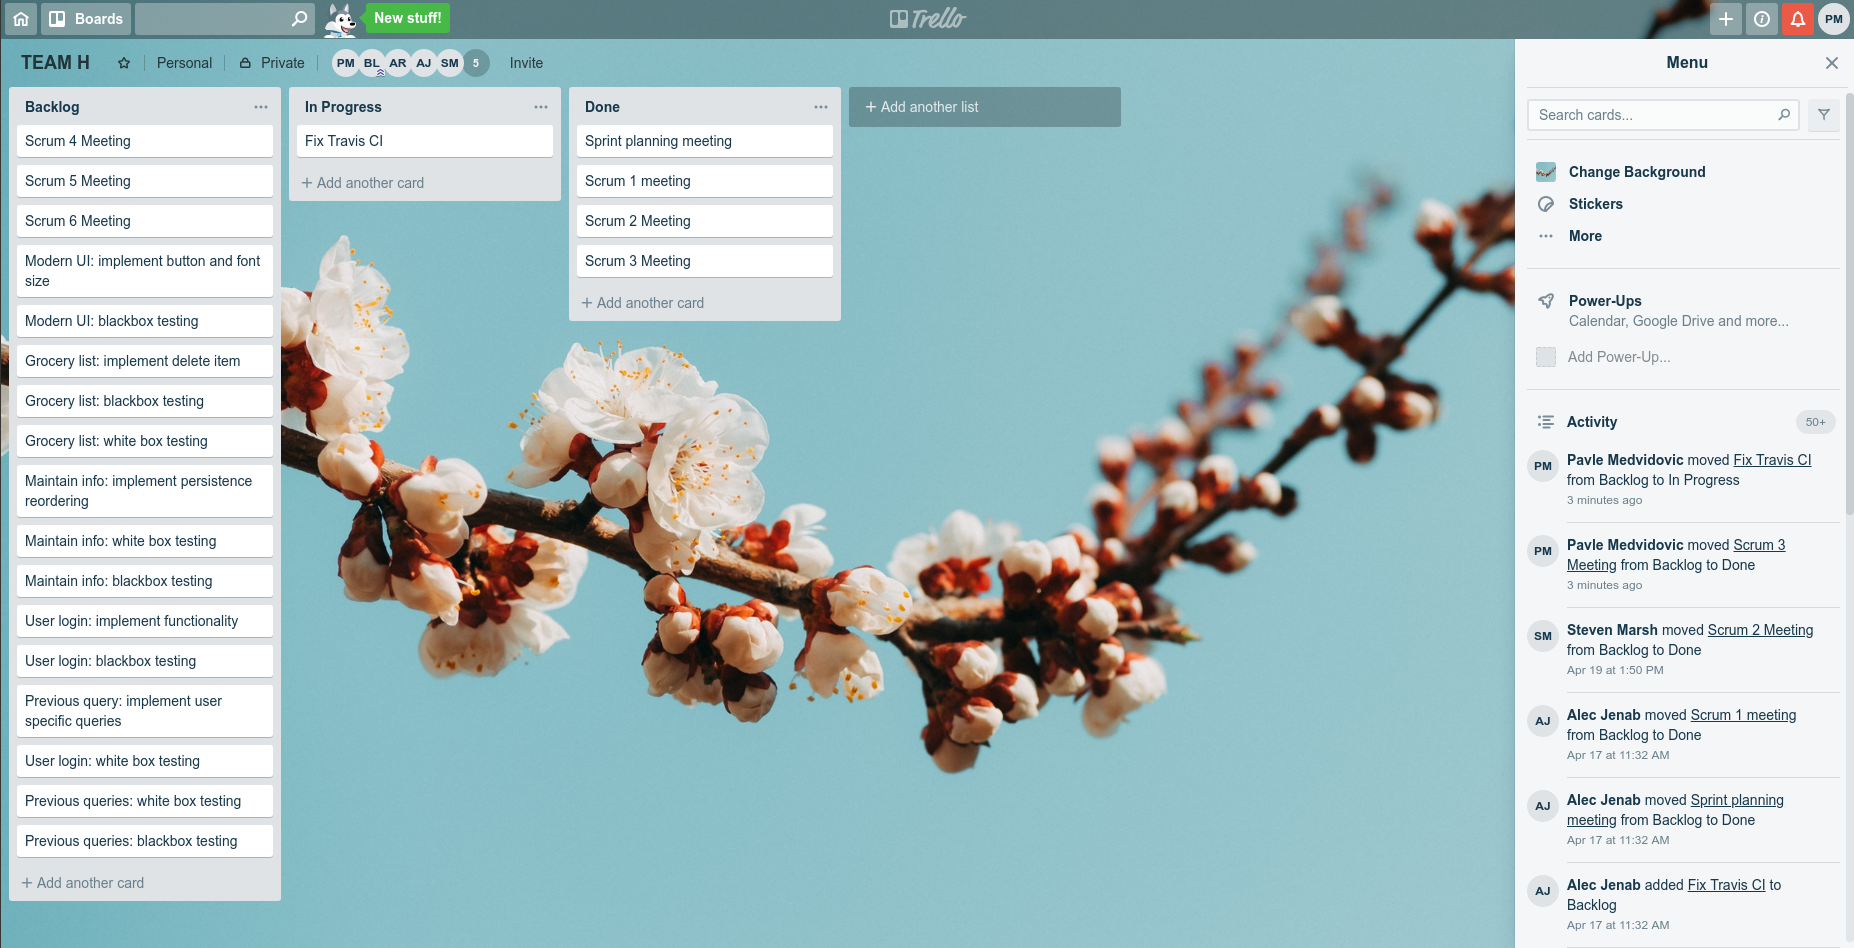 Boards
New stuff!
Trello
PM
TEAM H
Personal
Private
PM BL AR AJ SM 5
Invite
Backlog
Scrum 4 Meeting
Scrum 5 Meeting
Scrum 6 Meeting
Modern UI: implement button and font
size
Modern UI: blackbox testing
Grocery list: implement delete item
Grocery list: blackbox testing
Grocery list: white box testing
Maintain info: implement persistence
reordering
Maintain info: white box testing
Maintain info: blackbox testing
User login: implement functionality
User login: blackbox testing
Previous query: implement user
specific queries
User login: white box testing
Previous queries: white box testing
Previous queries: blackbox testing
+ Add another card
In Progress
Fix Travis CI
+ Add another card
Done
Sprint planning meeting
Scrum 1 meeting
Scrum 2 Meeting
Scrum 3 Meeting
+ Add another card
+ Add another list
Menu
Search cards...
Change Background
Stickers
More
Power-Ups
Calendar, Google Drive and more...
Add Power-Up...
Activity
50+
PM
Pavle Medvidovic moved Fix Travis CI
from Backlog to In Progress
3 minutes ago
PM
Pavle Medvidovic moved Scrum 3
Meeting from Backlog to Done
3 minutes ago
SM
Steven Marsh moved Scrum 2 Meeting
from Backlog to Done
Apr 19 at 1:50 PM
AJ
Alec Jenab moved Scrum 1 meeting
from Backlog to Done
Apr 17 at 11:32 AM
AJ
Alec Jenab moved Sprint planning
meeting from Backlog to Done
Apr 17 at 11:32 AM
AJ
Alec Jenab added Fix Travis CI to
Backlog
Apr 17 at 11:32 AM